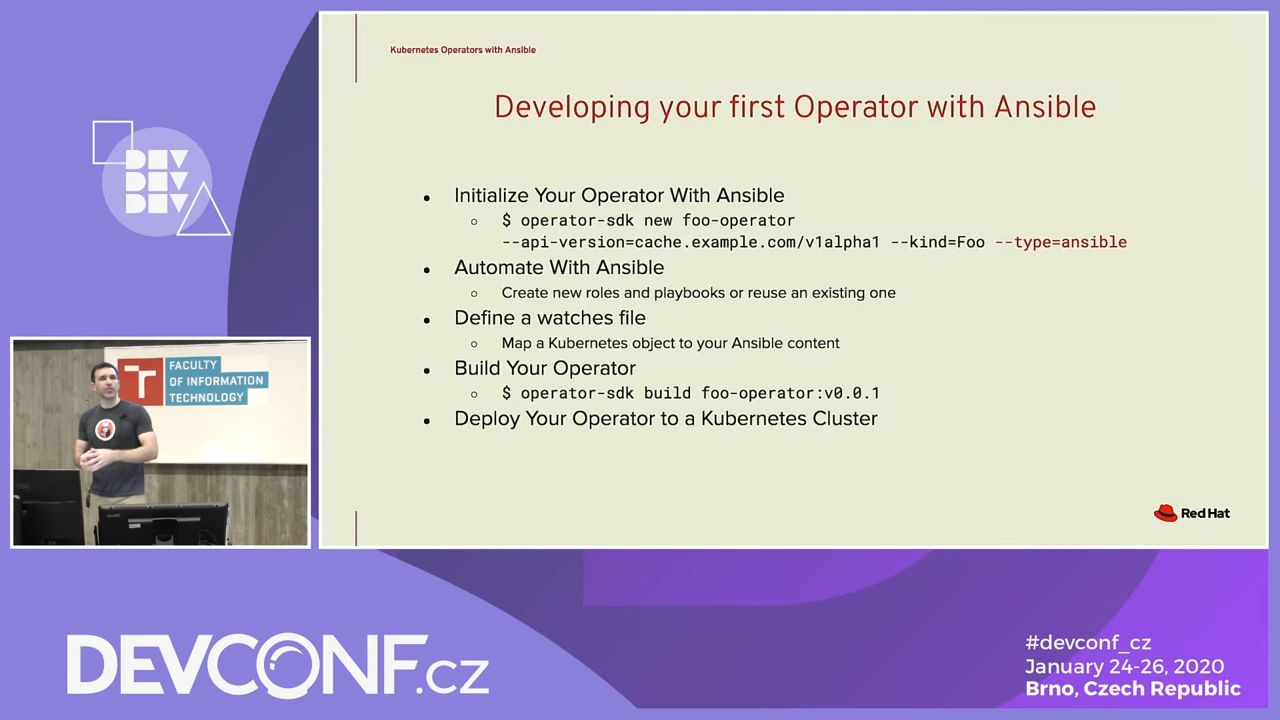 Kubernetes Operators with Ansible
Developing your first Operator with Ansible
• Initialize Your Operator With Ansible
○ $ operator-sdk new foo-operator
--api-version=cache.example.com/v1alpha1 --kind=Foo --type=ansible
• Automate With Ansible
○ Create new roles and playbooks or reuse an existing one
• Define a watches file
○ Map a Kubernetes object to your Ansible content
• Build Your Operator
○ $ operator-sdk build foo-operator:v0.0.1
• Deploy Your Operator to a Kubernetes Cluster
Red Hat
DEV
DEV
DEV
FACULTY
OF INFORMATION
TECHNOLOGY
DEVCONF.CZ
#devconf_cz
January 24-26, 2020
Brno, Czech Republic